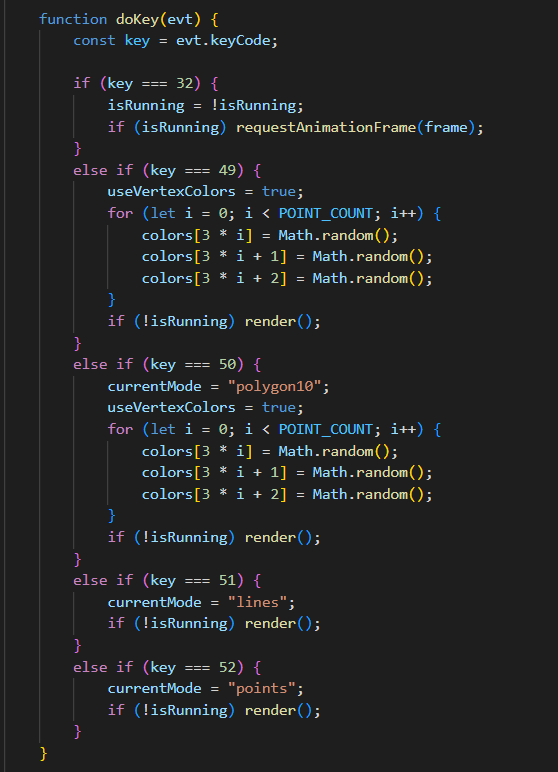 function doKey(evt) {
    const key = evt.keyCode;

    if (key === 32) {
        isRunning = !isRunning;
        if (isRunning) requestAnimationFrame(frame);
    }
    else if (key === 49) {
        useVertexColors = true;
        for (let i = 0; i < POINT_COUNT; i++) {
            colors[3 * i] = Math.random();
            colors[3 * i + 1] = Math.random();
            colors[3 * i + 2] = Math.random();
        }
        if (!isRunning) render();
    }
    else if (key === 50) {
        currentMode = "polygon10";
        useVertexColors = true;
        for (let i = 0; i < POINT_COUNT; i++) {
            colors[3 * i] = Math.random();
            colors[3 * i + 1] = Math.random();
            colors[3 * i + 2] = Math.random();
        }
        if (!isRunning) render();
    }
    else if (key === 51) {
        currentMode = "lines";
        if (!isRunning) render();
    }
    else if (key === 52) {
        currentMode = "points";
        if (!isRunning) render();
    }
}